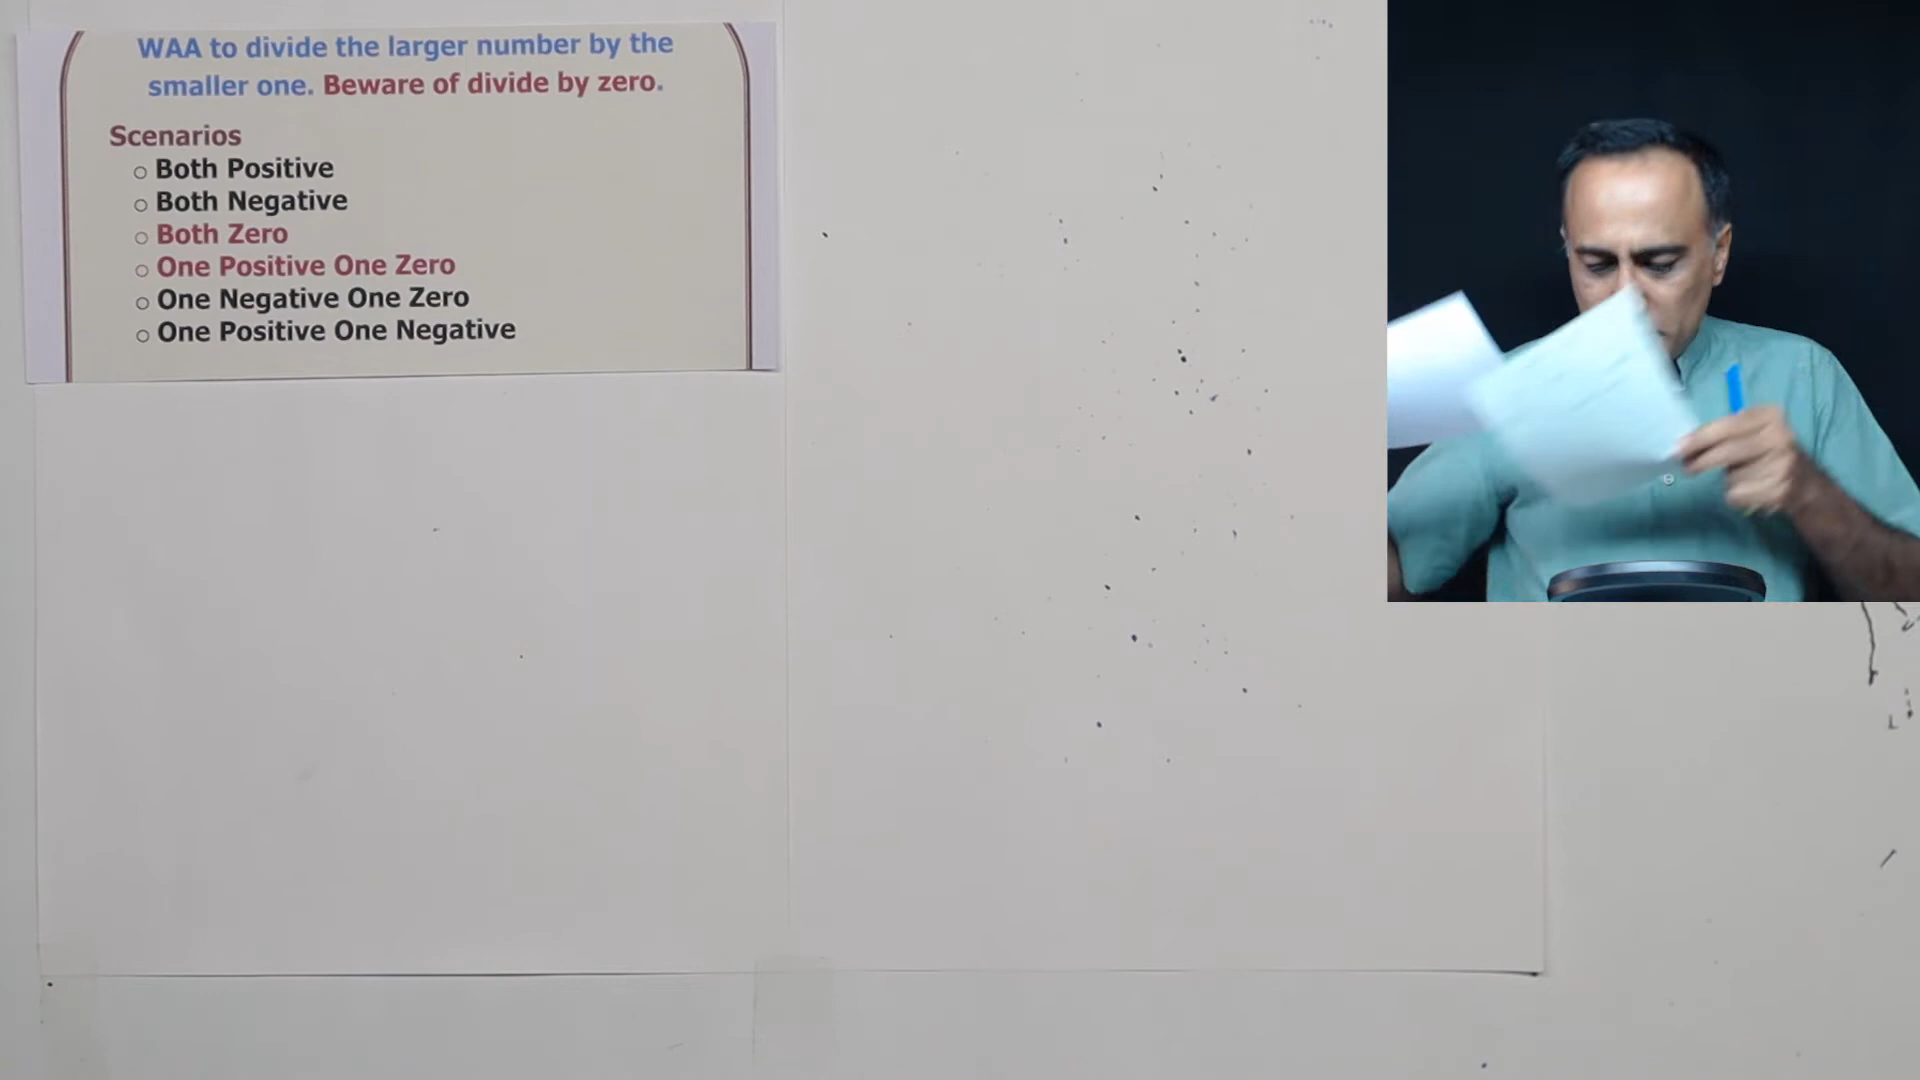 WAA to divide the larger number by the
smaller one. Beware of divide by zero.
Scenarios
○ Both Positive
○ Both Negative
○ Both Zero
○ One Positive One Zero
○ One Negative One Zero
○ One Positive One Negative